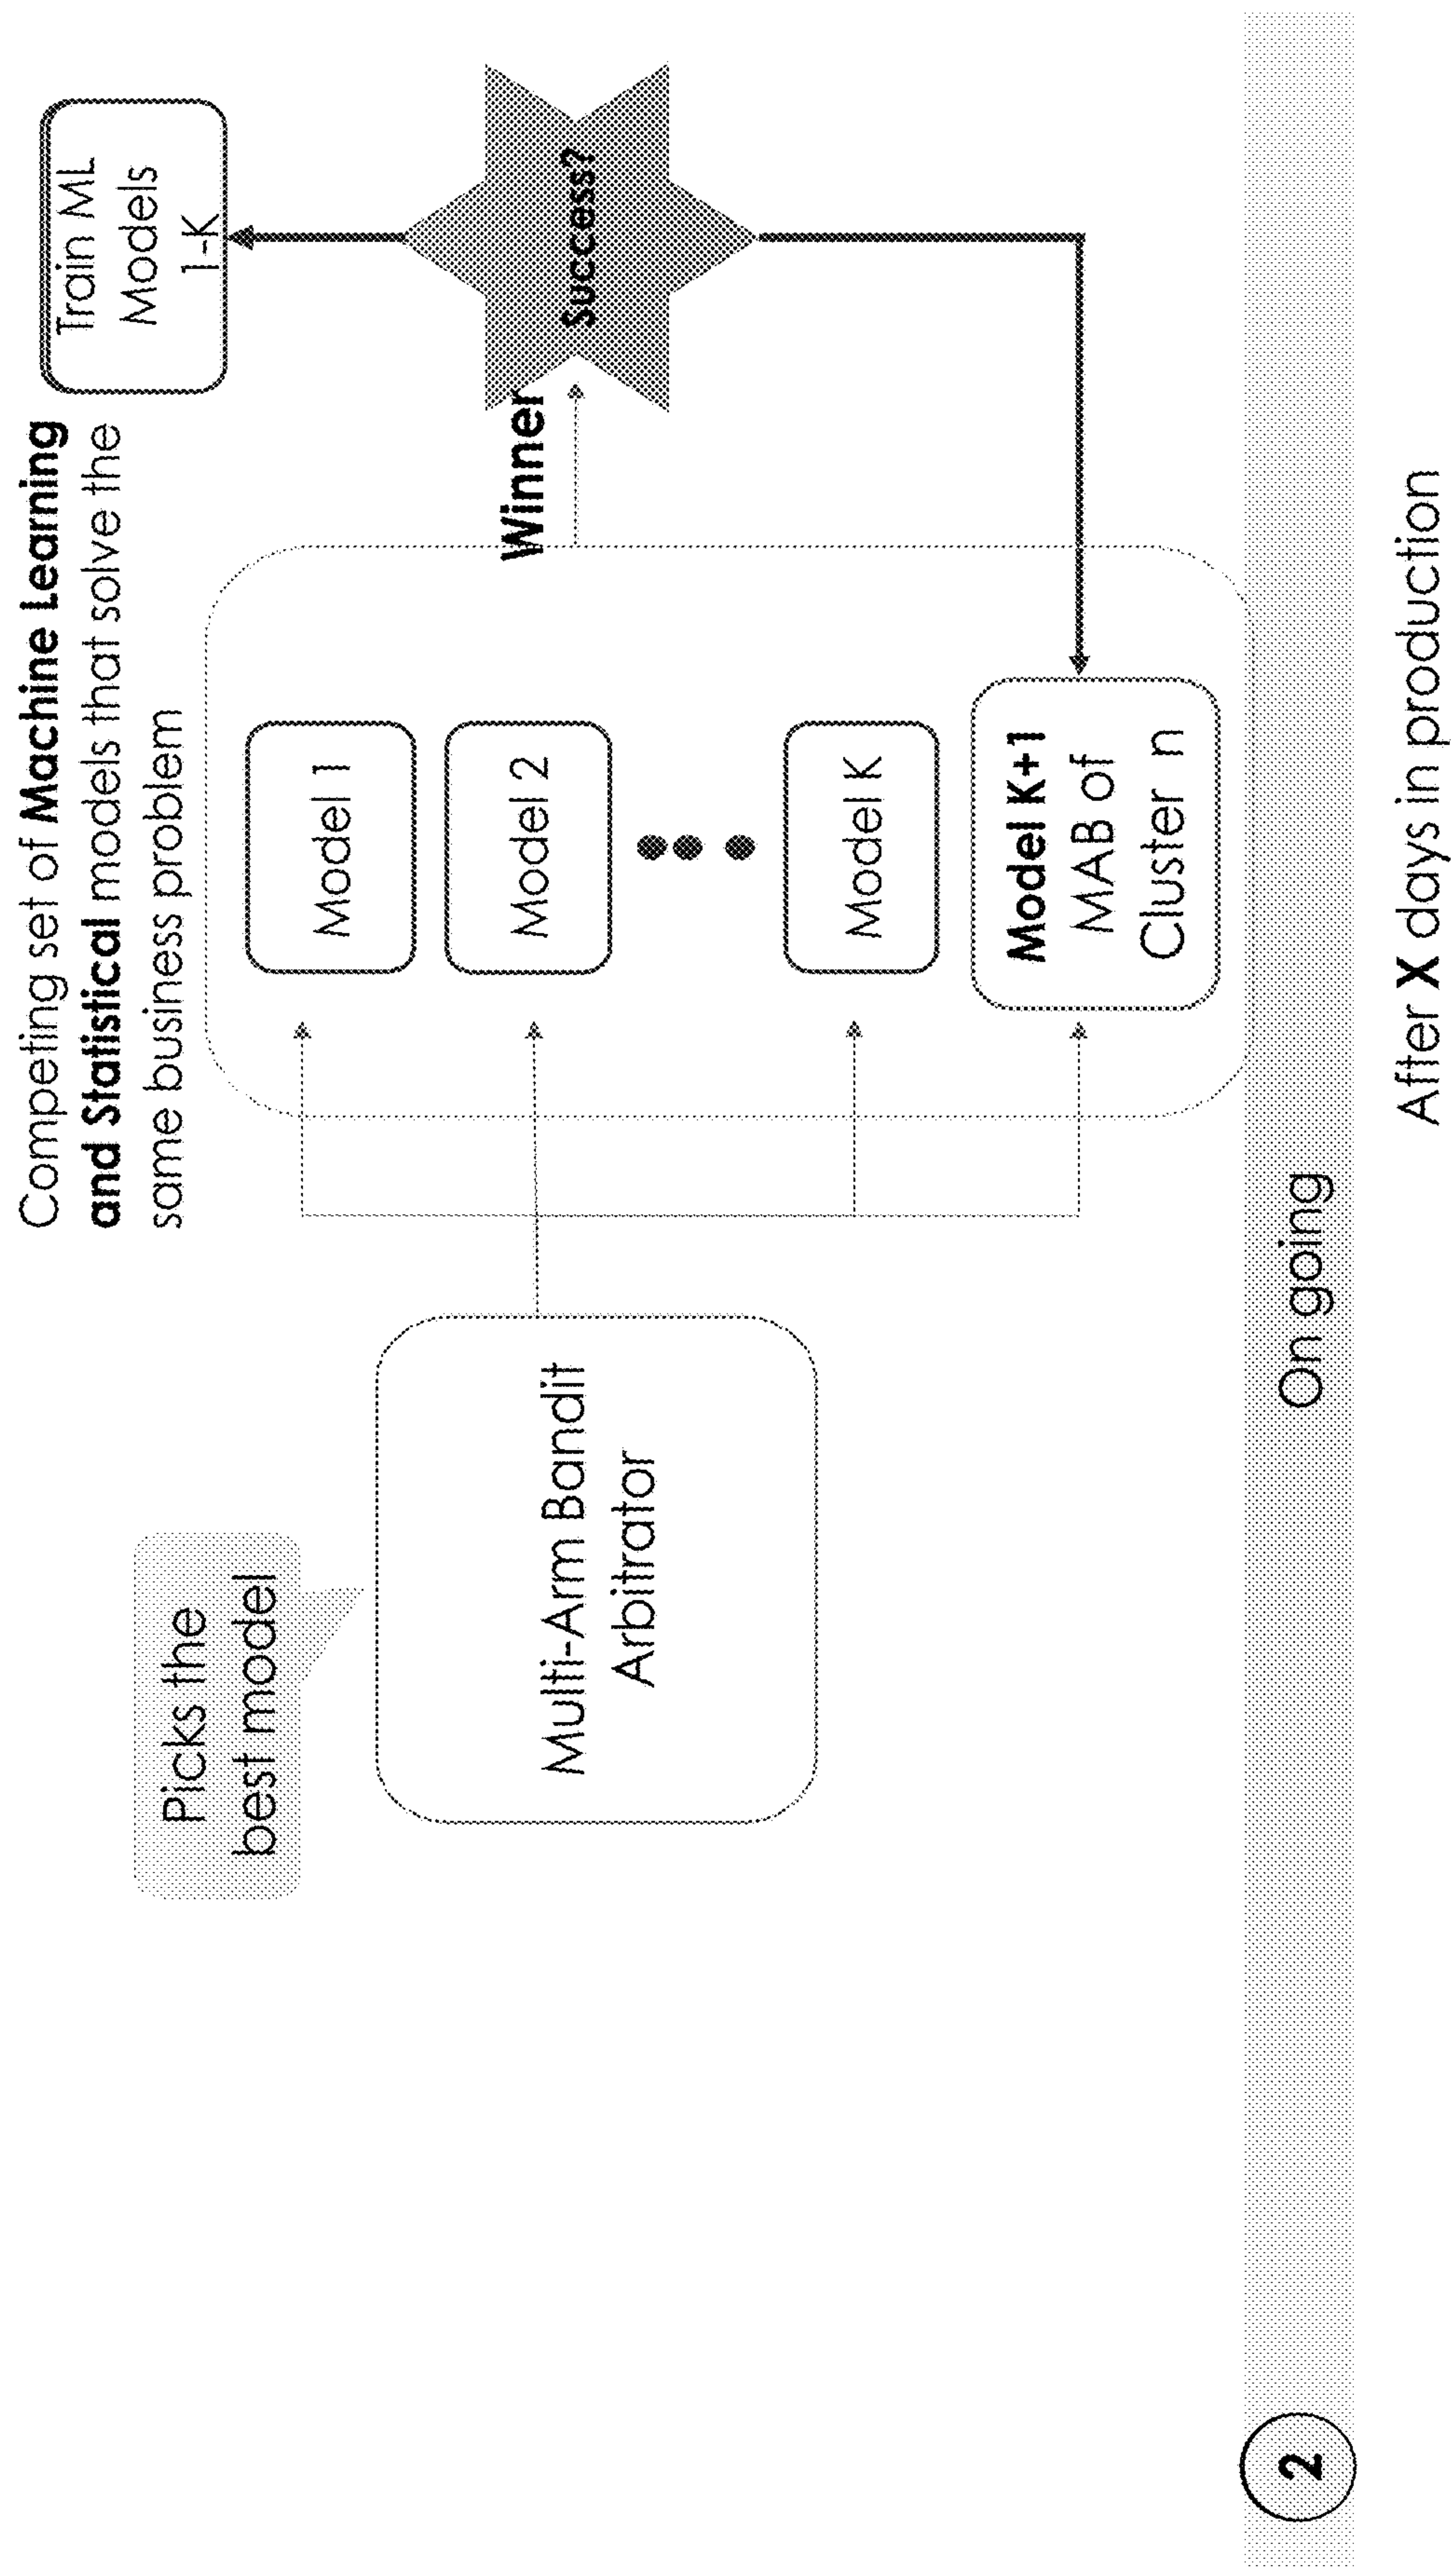 Competing set of Machine Learning
and Statistical models that solve the
same business problem
Train ML
Models
1-K
Picks the
best model
Multi-Arm Bandit
Arbitrator
Model 1
Model 2
Model K
Model K+1
MAB of
Cluster n
Winner
Success?
2
On going
After X days in production